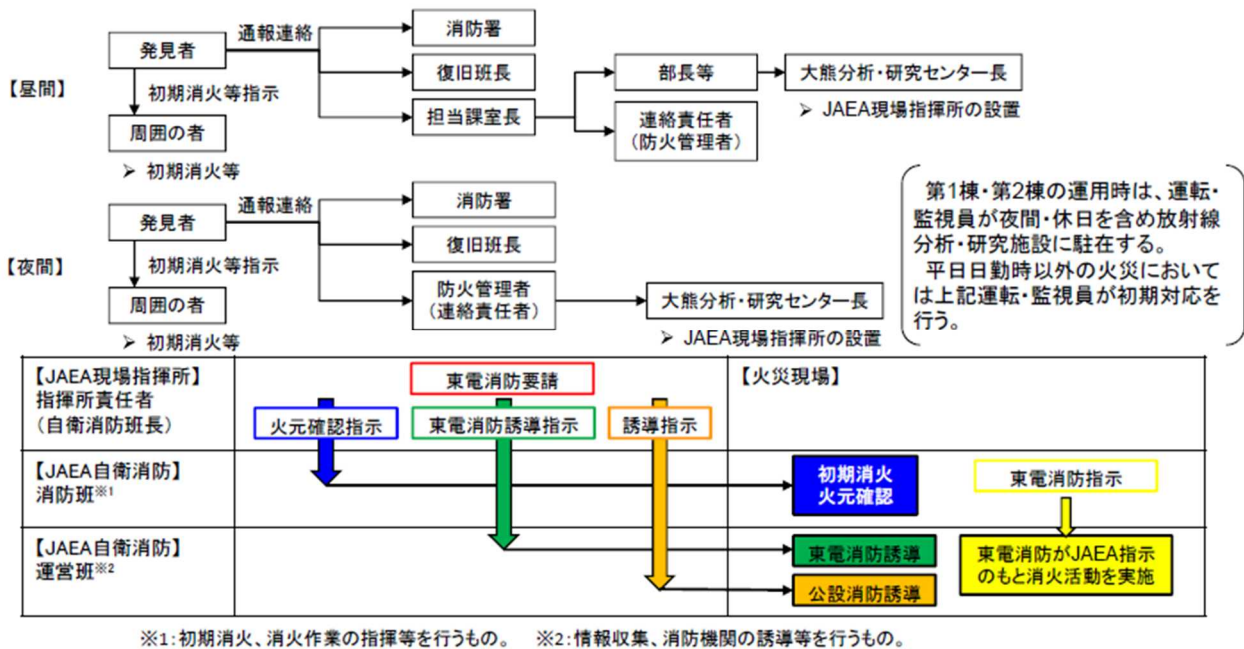 【昼間】
発見者
通報連絡
初期消火等指示
周囲の者
➢ 初期消火等
消防署
復旧班長
担当課室長
部長等
連絡責任者
(防火管理者)
大熊分析・研究センター長
➢ JAEA現場指揮所の設置
【夜間】
発見者
通報連絡
初期消火等指示
周囲の者
➢ 初期消火等
消防署
復旧班長
防火管理者
(連絡責任者)
大熊分析・研究センター長
➢ JAEA現場指揮所の設置
第1棟・第2棟の運用時は、運転・
監視員が夜間・休日を含め放射線
分析・研究施設に駐在する。
平日日勤時以外の火災において
は上記運転・監視員が初期対応を
行う。
【JAEA現場指揮所】
指揮所責任者
(自衛消防班長)
東電消防要請
火元確認指示
東電消防誘導指示
誘導指示
【火災現場】
【JAEA自衛消防】
消防班※1
初期消火
火元確認
東電消防指示
【JAEA自衛消防】
運営班※2
東電消防誘導
公設消防誘導
東電消防がJAEA指示
のもと消火活動を実施
※1:初期消火、消火作業の指揮等を行うもの。 ※2:情報収集、消防機関の誘導等を行うもの。